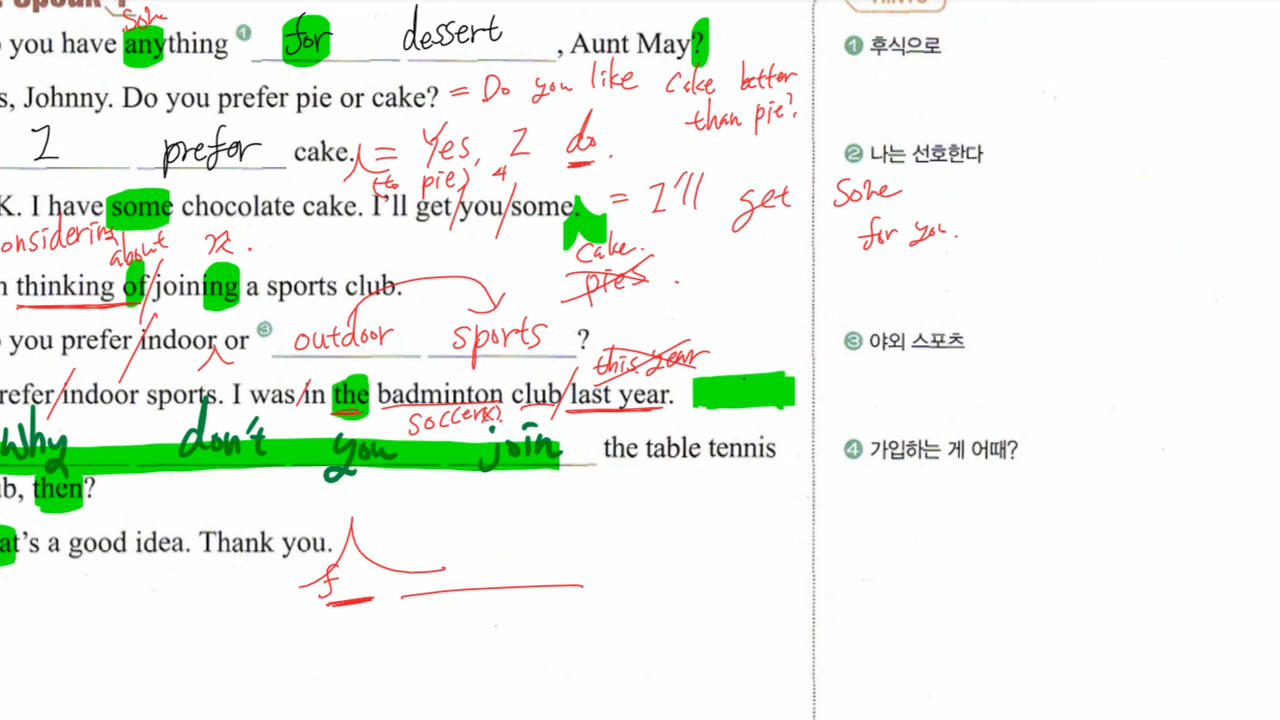 some
you have anything ① for dessert, Aunt May?
s, Johnny. Do you prefer pie or cake? = Do you like cake better than pie?
I prefer cake. = Yes, I do.
(to pie) 4
K. I have some chocolate cake. I'll get/you/some. = I'll get some for you.
onsidering about x. cake.
pies.
n thinking of/joining a sports club.
you prefer indoor or ③ outdoor sports ?
this year
refer/indoor sports. I was/in the badminton club/last year.
soccer(x)
Why don't you join the table tennis
ub, then?
at's a good idea. Thank you.
f
HINTS
① 후식으로
② 나는 선호한다
③ 야외 스포츠
④ 가입하는 게 어때?